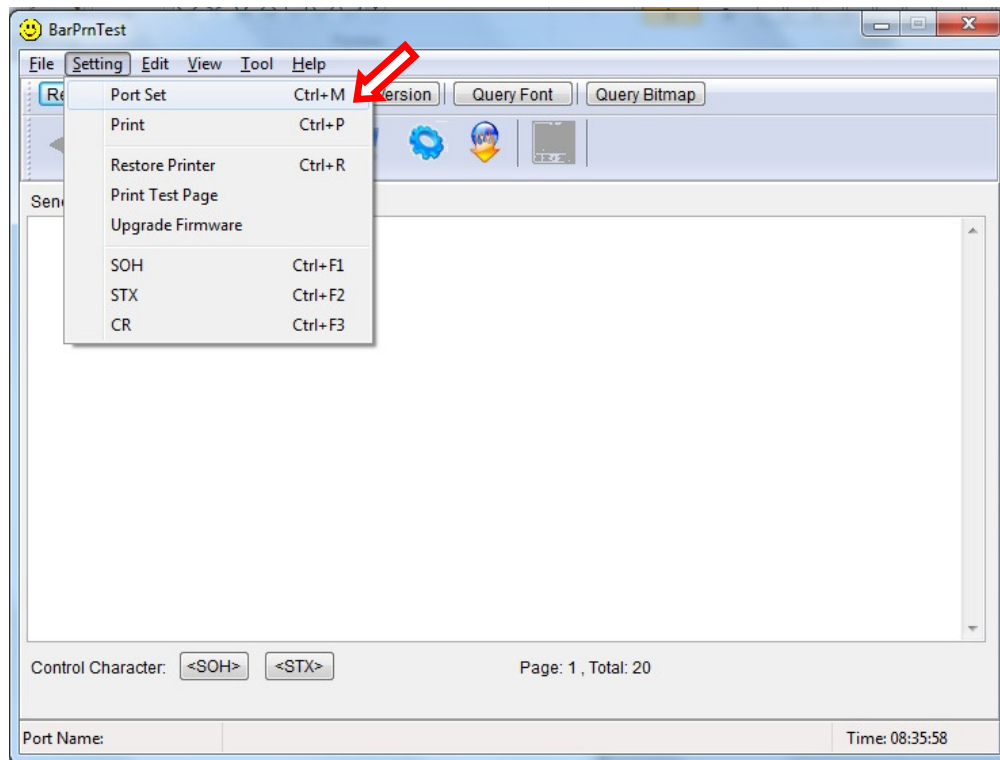 BarPrnTest
File Setting Edit View Tool Help
Query Font Query Bitmap
Port Set Ctrl+M
Print Ctrl+P
Restore Printer Ctrl+R
Print Test Page
Upgrade Firmware
SOH Ctrl+F1
STX Ctrl+F2
CR Ctrl+F3
Control Character: <SOH> <STX> Page: 1 , Total: 20
Port Name: Time: 08:35:58